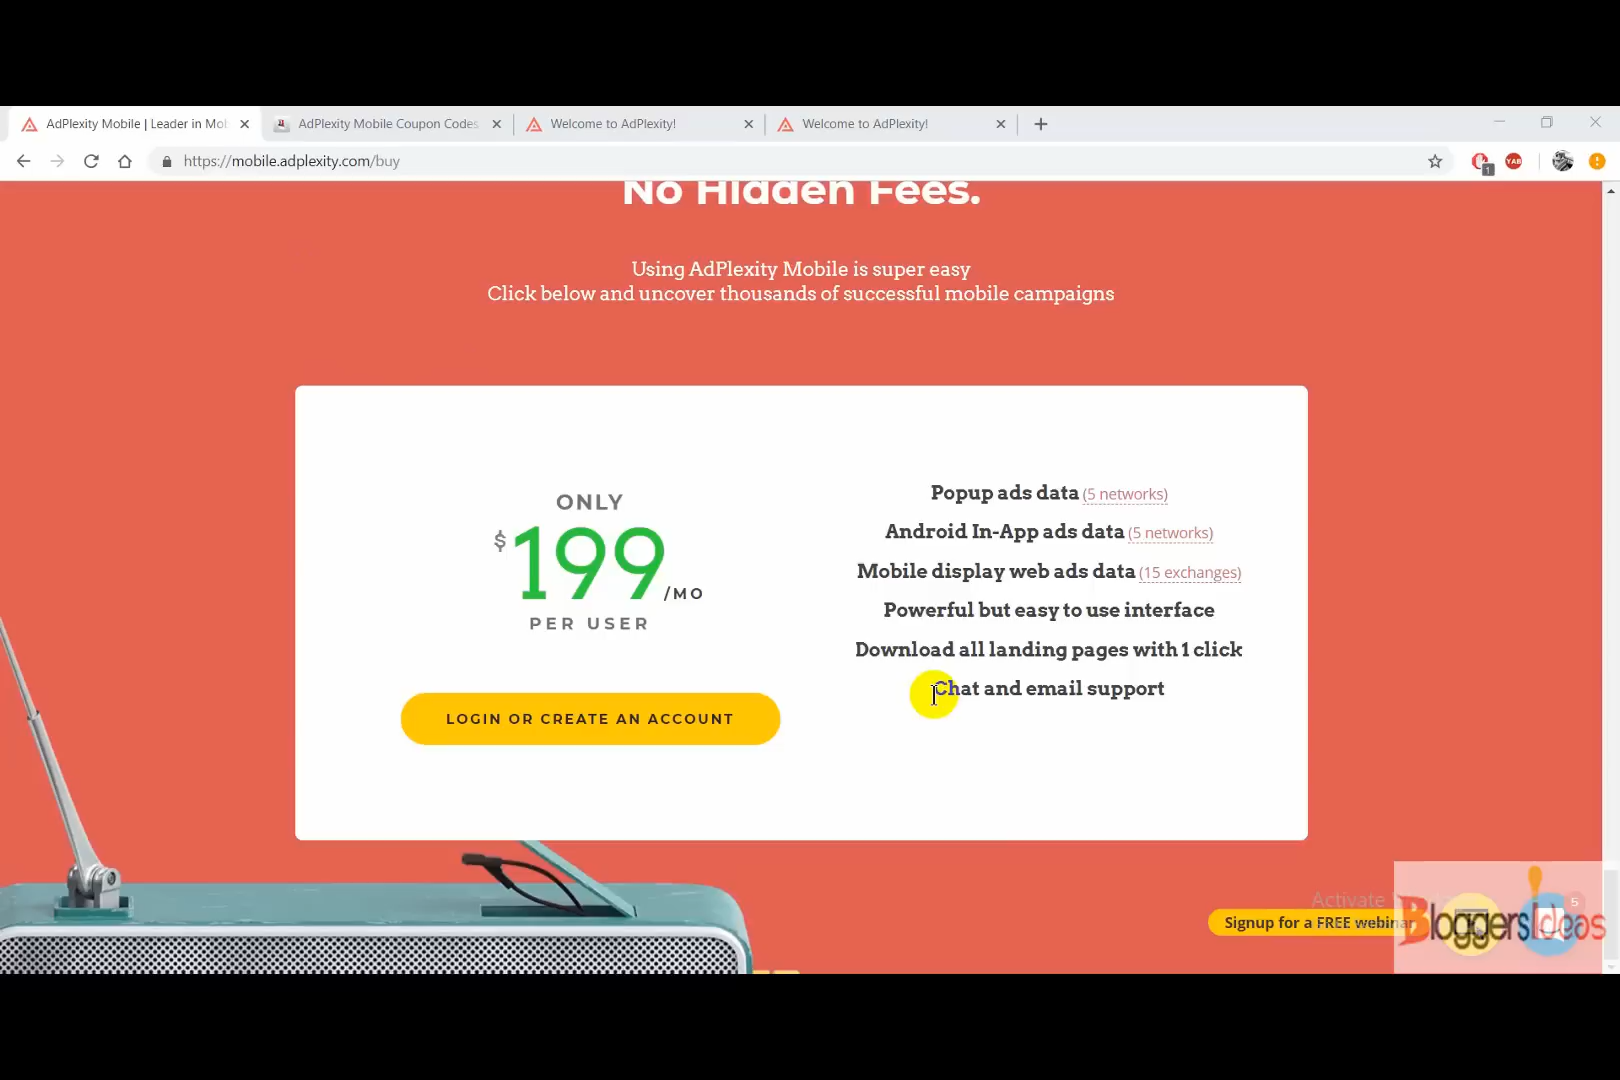 AdPlexity Mobile | Leader in Mob
AdPlexity Mobile Coupon Codes
Welcome to AdPlexity!
Welcome to AdPlexity!
https://mobile.adplexity.com/buy
1
YAB
No Hidden Fees.
Using AdPlexity Mobile is super easy
Click below and uncover thousands of successful mobile campaigns
ONLY
$199/MO
PER USER
LOGIN OR CREATE AN ACCOUNT
Popup ads data (5 networks)
Android In-App ads data (5 networks)
Mobile display web ads data (15 exchanges)
Powerful but easy to use interface
Download all landing pages with 1 click
Chat and email support
Activate
5
Signup for a FREE webinar
BloggersIdeas